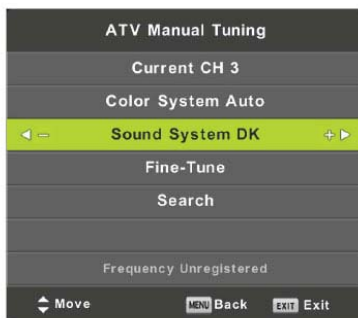 ATV Manual Tuning
Current CH 3
Color System Auto
− Sound System DK +
Fine-Tune
Search
Frequency Unregistered
Move MENU Back EXIT Exit